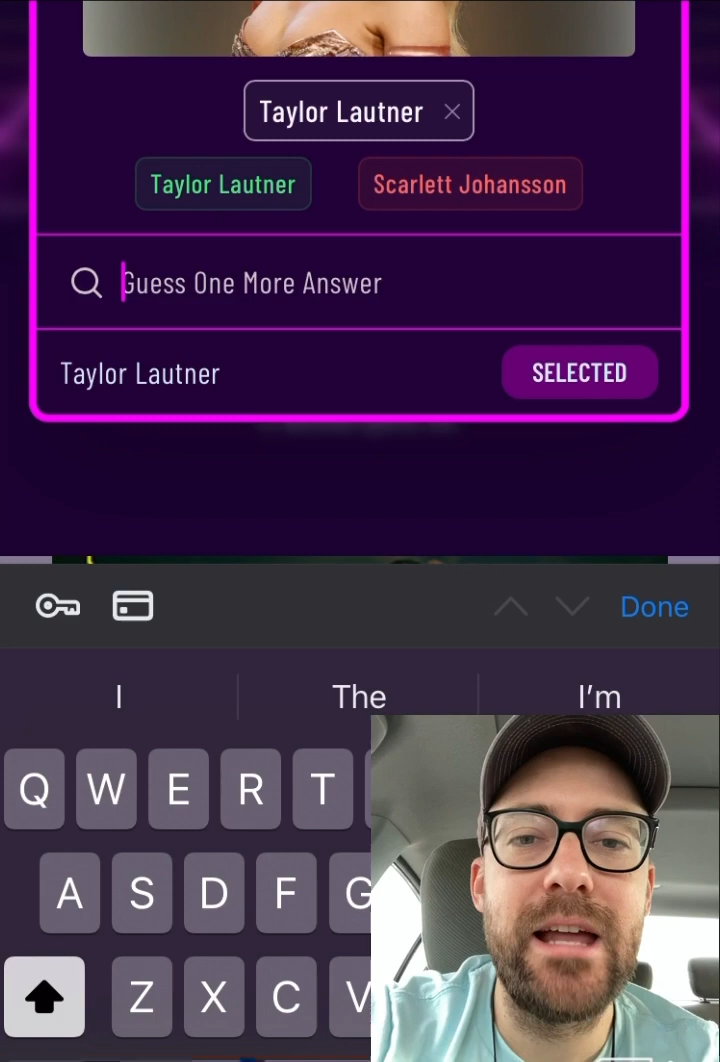 Taylor Lautner
Taylor Lautner Scarlett Johansson
Guess One More Answer
Taylor Lautner SELECTED
Done
I The I'm
Q W E R T
A S D F G
Z X C V